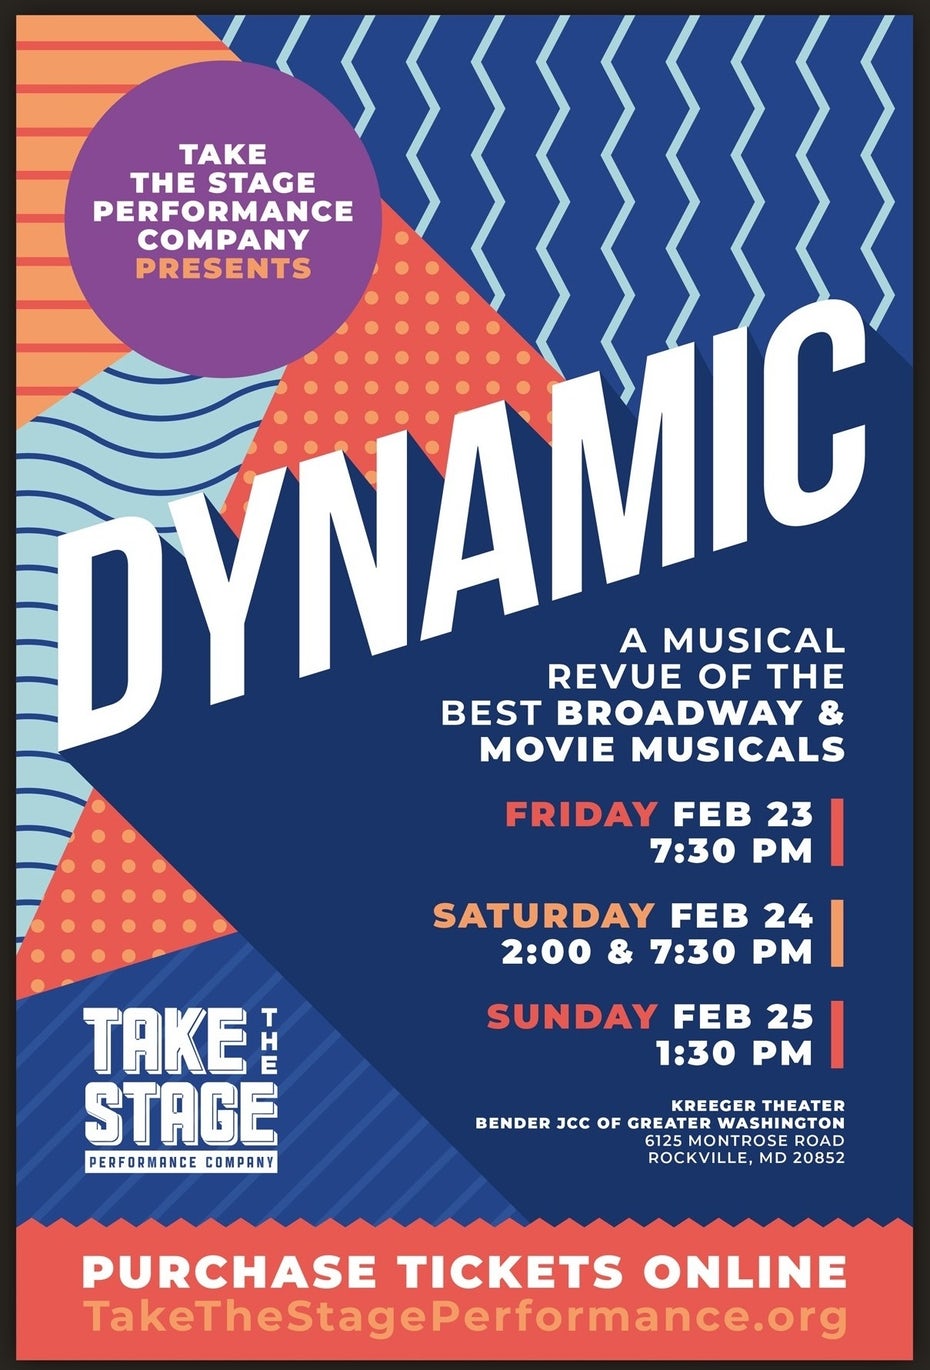 TAKE
THE STAGE
PERFORMANCE
COMPANY
PRESENTS
DYNAMIC
A MUSICAL
REVUE OF THE
BEST BROADWAY &
MOVIE MUSICALS
FRIDAY FEB 23
7:30 PM
SATURDAY FEB 24
2:00 & 7:30 PM
SUNDAY FEB 25
1:30 PM
KREEGER THEATER
BENDER JCC OF GREATER WASHINGTON
6125 MONTROSE ROAD
ROCKVILLE, MD 20852
TAKE THE
STAGE
PERFORMANCE COMPANY
PURCHASE TICKETS ONLINE
TakeTheStagePerformance.org